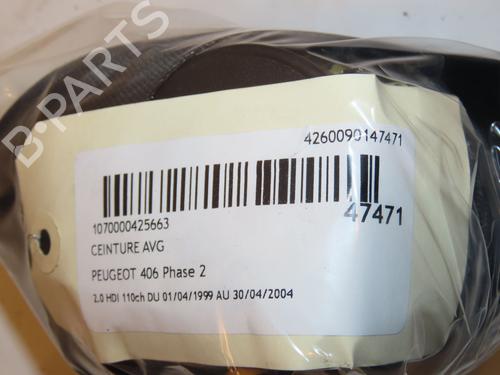 B-PARTS
4260090147471
47471
1070000425663
CEINTURE AVG
PEUGEOT 406 Phase 2
2.0 HDI 110ch DU 01/04/1999 AU 30/04/2004